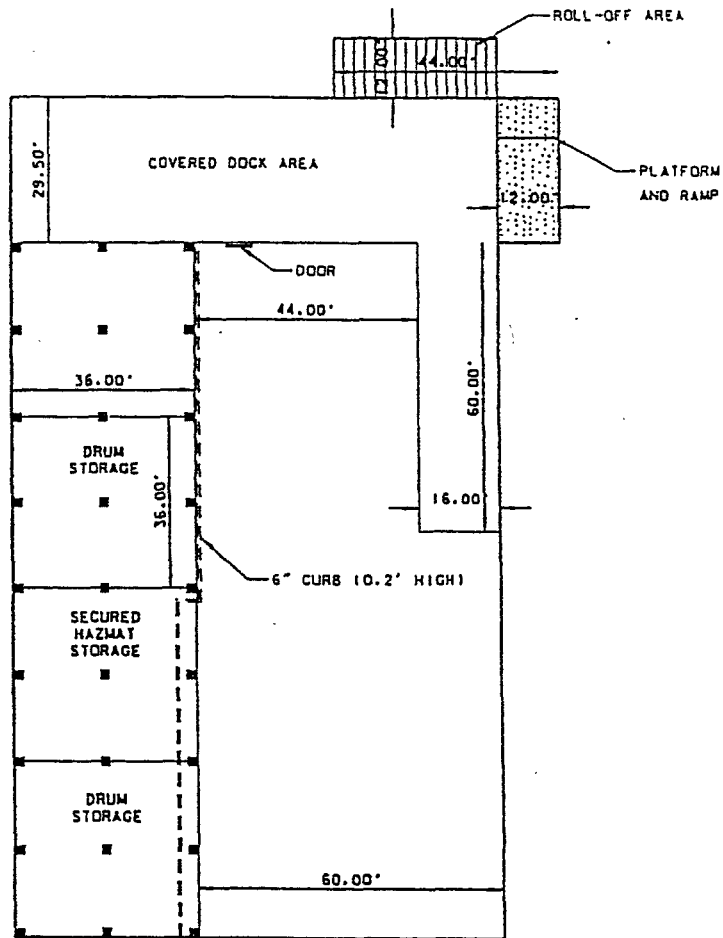 ROLL-OFF AREA
12.00'
44.00'
29.50'
COVERED DOCK AREA
PLATFORM
AND RAMP
12.00'
DOOR
44.00'
36.00'
60.00'
DRUM
STORAGE
36.00'
16.00
6" CURB (0.2' HIGH)
SECURED
HAZMAT
STORAGE
DRUM
STORAGE
60.00'